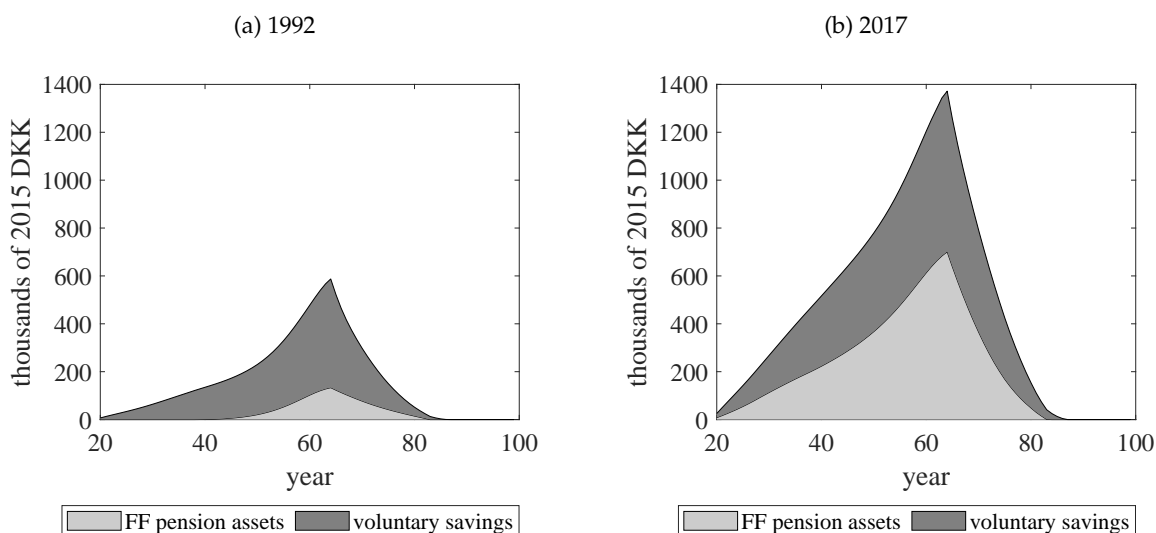 (a) 1992
thousands of 2015 DKK
1400
1200
1000
800
600
400
200
0
20 40 60 80 100
year
FF pension assets voluntary savings
(b) 2017
thousands of 2015 DKK
1400
1200
1000
800
600
400
200
0
20 40 60 80 100
year
FF pension assets voluntary savings